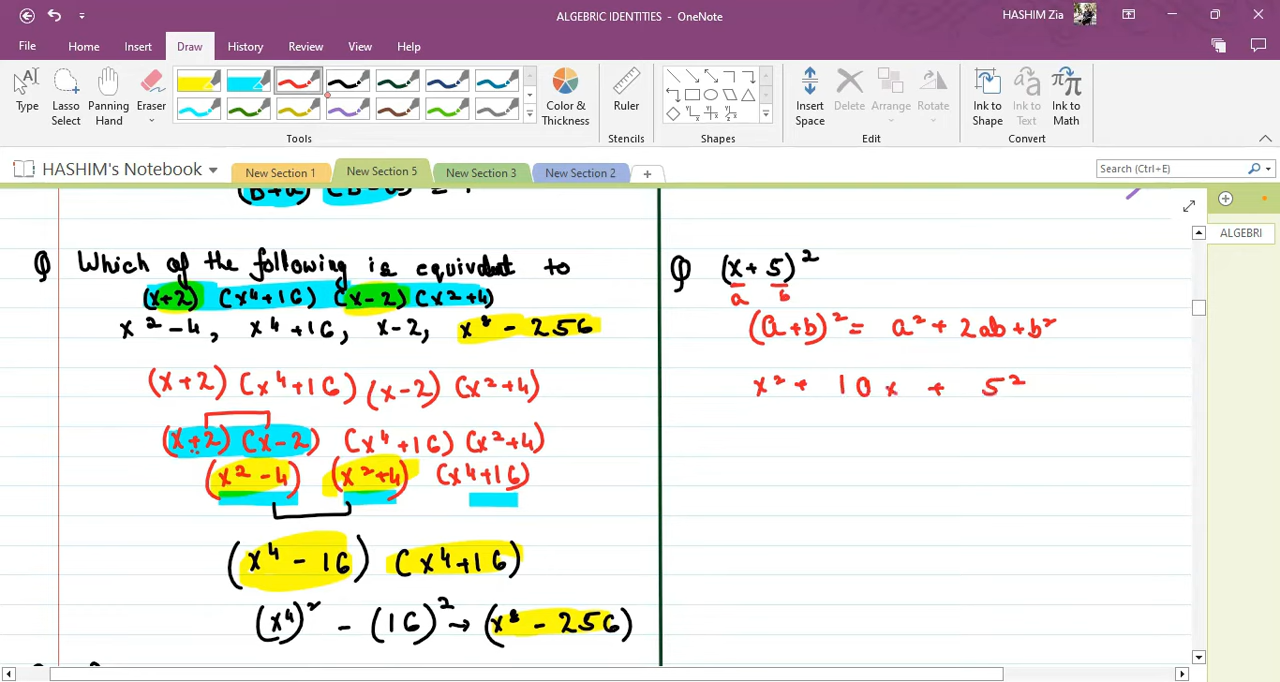 ALGEBRIC IDENTITIES - OneNote
HASHIM Zia
File Home Insert Draw History Review View Help
Type
Lasso Select
Panning Hand
Eraser
Color & Thickness
Ruler
Insert Space
Delete
Arrange
Rotate
Ink to Shape
Ink to Text
Ink to Math
Tools
Stencils
Shapes
Edit
Convert
HASHIM's Notebook
New Section 1
New Section 5
New Section 3
New Section 2
Search (Ctrl+E)
ALGEBRI
Q Which of the following is equivalent to
(x+2) (x⁴+16) (x-2) (x²+4)
x²-4, x⁴+16, x-2, x⁸ - 256
(x+2) (x⁴+16) (x-2) (x²+4)
(x+2) (x-2) (x⁴+16) (x²+4)
(x²-4) (x²+4) (x⁴+16)
(x⁴ - 16) (x⁴+16)
(x⁴)² - (16)² → (x⁸ - 256)
Q (x+5)²
a b
(a+b)² = a² + 2ab + b²
x² + 10x + 5²